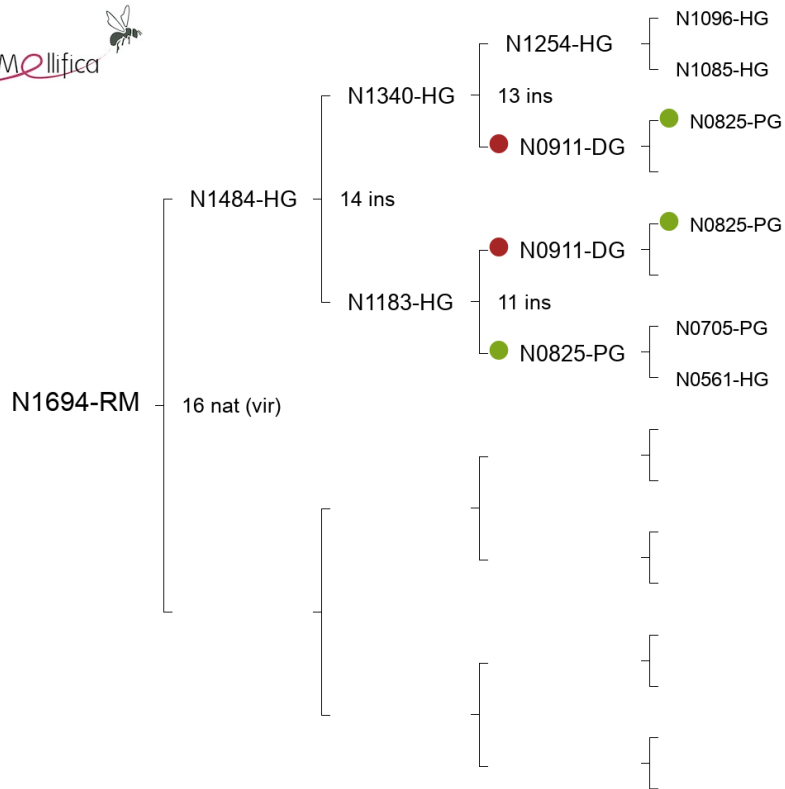 Mellifica
N1096-HG
N1254-HG
N1085-HG
N1340-HG
13 ins
N0825-PG
N0911-DG
N1484-HG
14 ins
N0825-PG
N0911-DG
N1183-HG
11 ins
N0705-PG
N0825-PG
N0561-HG
N1694-RM
16 nat (vir)